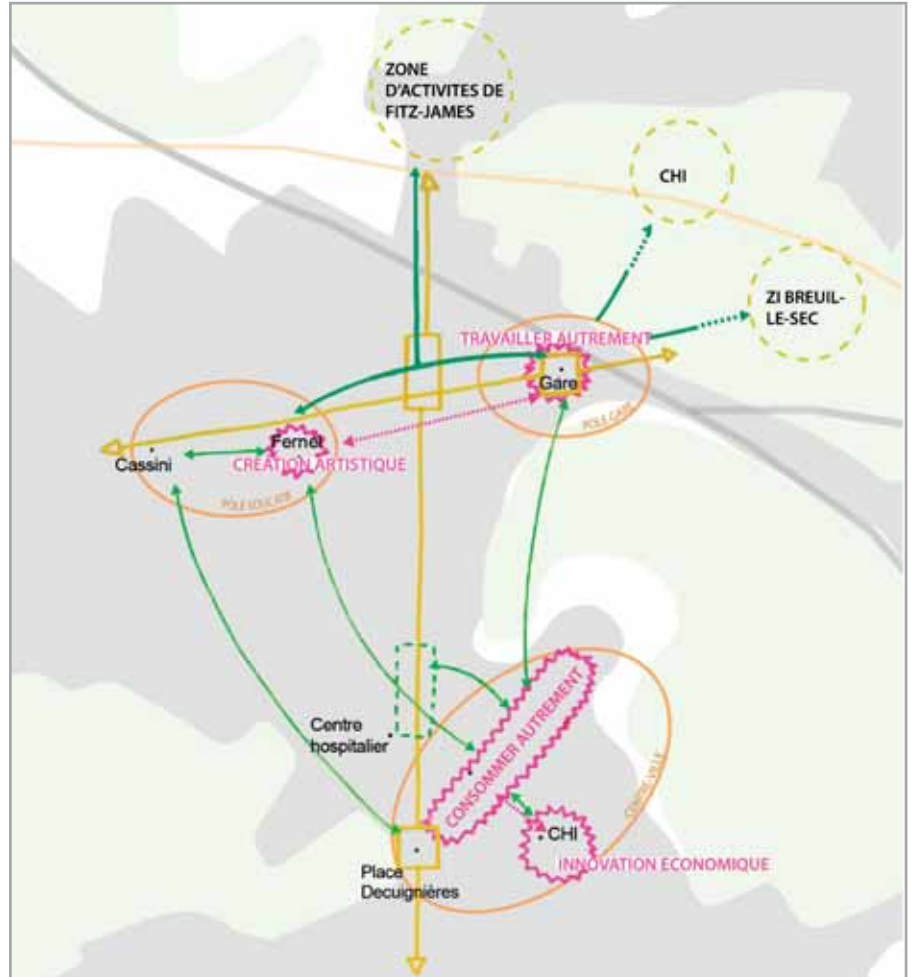 ZONE
D'ACTIVITES DE
FITZ-JAMES
CHI
ZI BREUIL-
LE-SEC
TRAVAILLER AUTREMENT
Gare
POLE GARE
Fernel
Cassini
CRÉATION ARTISTIQUE
Centre
hospitalier
CONSOMMER AUTREMENT
CENTRE-VILLE
CHI
INNOVATION ECONOMIQUE
Place
Decuignières